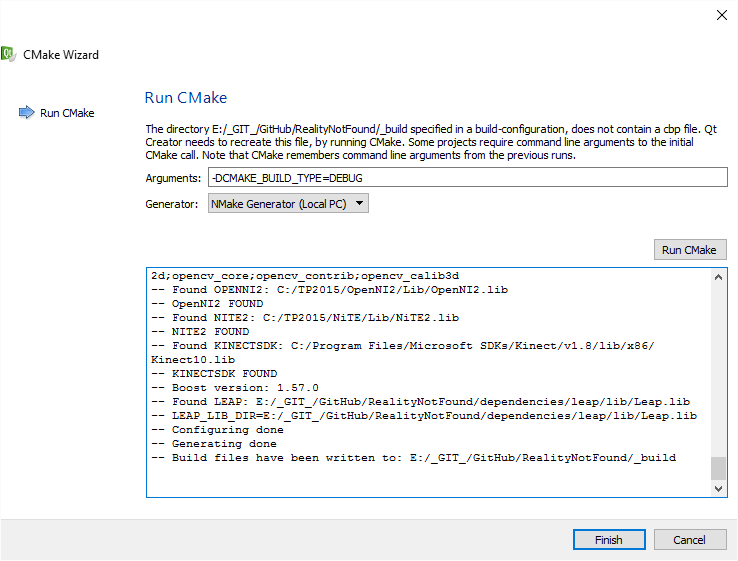 CMake Wizard
Run CMake
Run CMake
The directory E:/_GIT_/GitHub/RealityNotFound/_build specified in a build-configuration, does not contain a cbp file. Qt
Creator needs to recreate this file, by running CMake. Some projects require command line arguments to the initial
CMake call. Note that CMake remembers command line arguments from the previous runs.
Arguments: -DCMAKE_BUILD_TYPE=DEBUG
Generator: NMake Generator (Local PC)
Run CMake
2d;opencv_core;opencv_contrib;opencv_calib3d
-- Found OPENNI2: C:/TP2015/OpenNI2/Lib/OpenNI2.lib
-- OpenNI2 FOUND
-- Found NITE2: C:/TP2015/NiTE/Lib/NiTE2.lib
-- NITE2 FOUND
-- Found KINECTSDK: C:/Program Files/Microsoft SDKs/Kinect/v1.8/lib/x86/
Kinect10.lib
-- KINECTSDK FOUND
-- Boost version: 1.57.0
-- Found LEAP: E:/_GIT_/GitHub/RealityNotFound/dependencies/leap/lib/Leap.lib
-- LEAP_LIB_DIR=E:/_GIT_/GitHub/RealityNotFound/dependencies/leap/lib/Leap.lib
-- Configuring done
-- Generating done
-- Build files have been written to: E:/_GIT_/GitHub/RealityNotFound/_build
Finish
Cancel